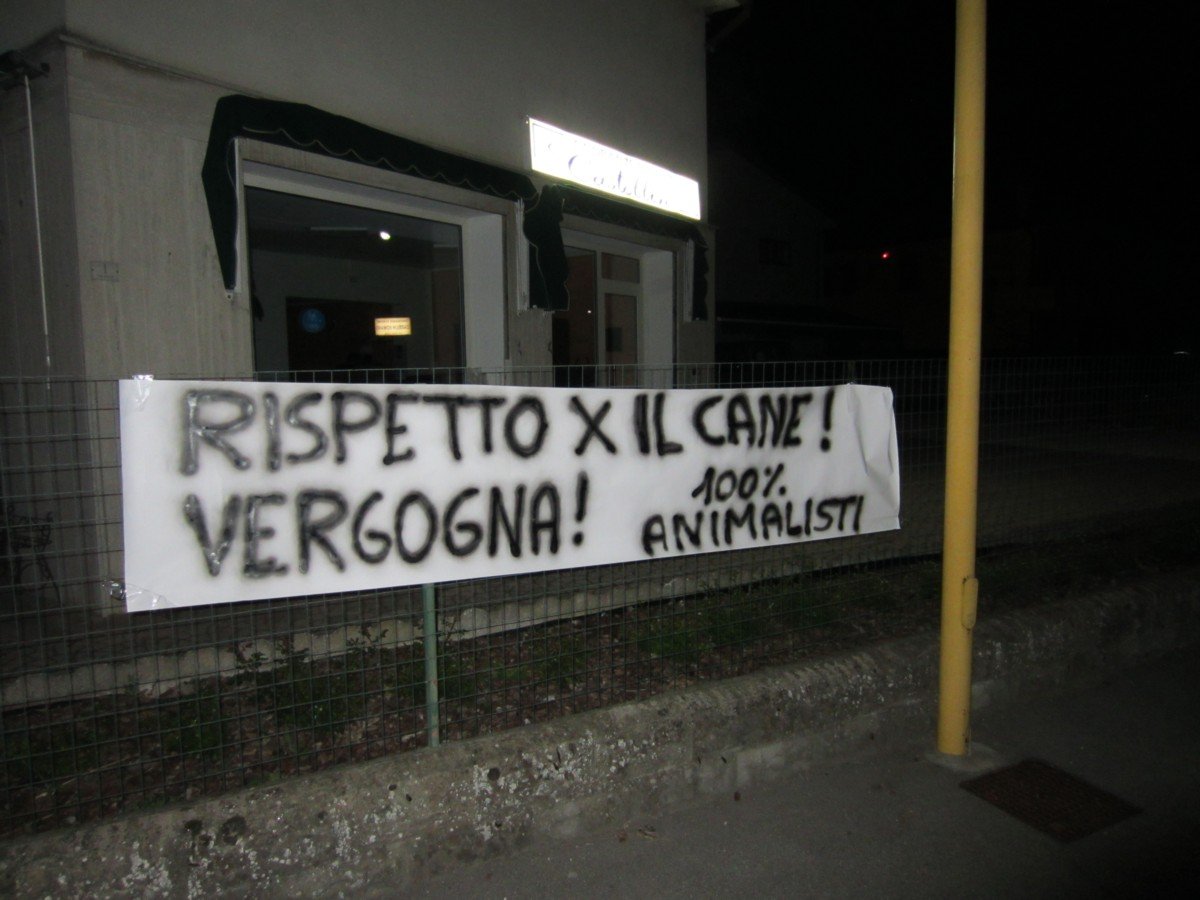 RISPETTO X IL CANE!
VERGOGNA!
100%
ANIMALISTI